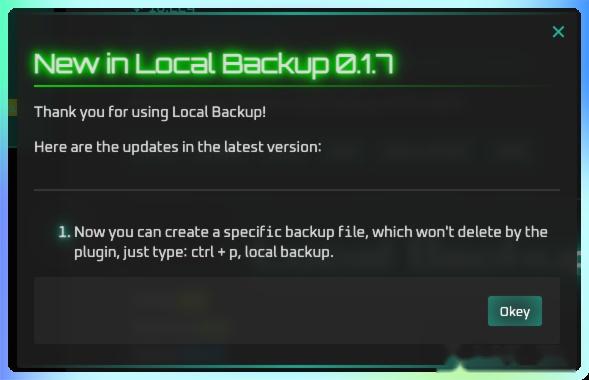 New in Local Backup 0.1.7
Thank you for using Local Backup!
Here are the updates in the latest version:
1. Now you can create a specific backup file, which won't delete by the
plugin, just type: ctrl + p, local backup.
Okey